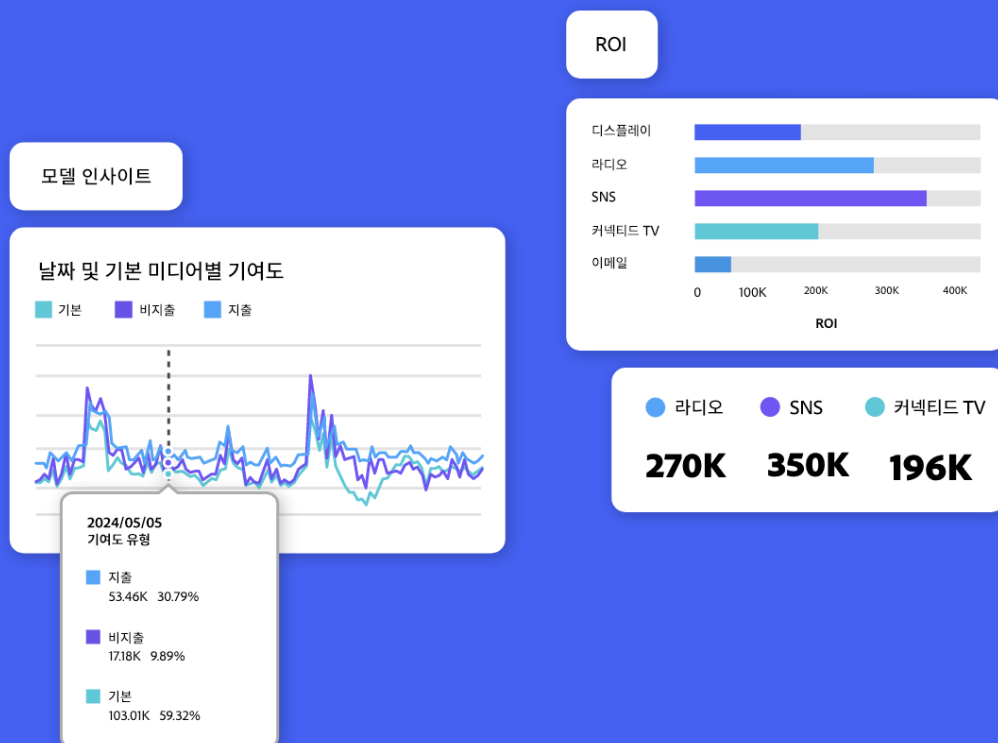 모델 인사이트
날짜 및 기본 미디어별 기여도
기본 비지출 지출
2024/05/05
기여도 유형
지출
53.46K 30.79%
비지출
17.18K 9.89%
기본
103.01K 59.32%
ROI
디스플레이
라디오
SNS
커넥티드 TV
이메일
0 100K 200K 300K 400K
ROI
라디오 SNS 커넥티드 TV
270K 350K 196K